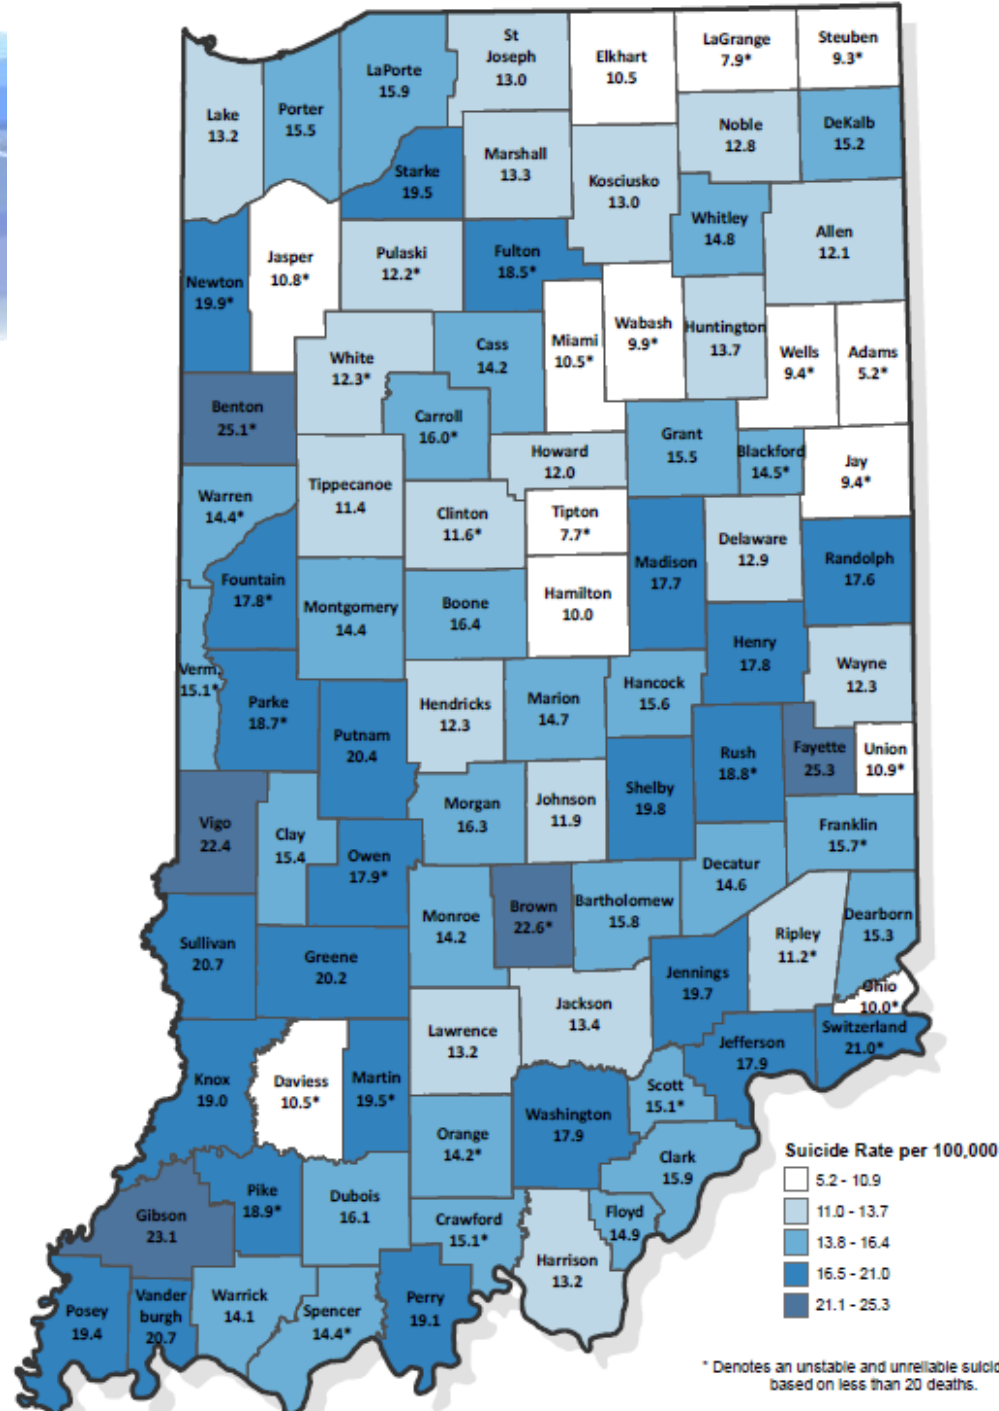 St
Joseph
13.0
Elkhart
10.5
LaGrange
7.9*
Steuben
9.3*
LaPorte
15.9
Lake
13.2
Porter
15.5
Noble
12.8
DeKalb
15.2
Starke
19.5
Marshall
13.3
Kosciusko
13.0
Whitley
14.8
Allen
12.1
Newton
19.9*
Jasper
10.8*
Pulaski
12.2*
Fulton
18.5*
Miami
10.5*
Wabash
9.9*
Huntington
13.7
Wells
9.4*
Adams
5.2*
White
12.3*
Cass
14.2
Benton
25.1*
Carroll
16.0*
Grant
15.5
Blackford
14.5*
Jay
9.4*
Howard
12.0
Warren
14.4*
Tippecanoe
11.4
Clinton
11.6*
Tipton
7.7*
Madison
17.7
Delaware
12.9
Randolph
17.6
Fountain
17.8*
Montgomery
14.4
Boone
16.4
Hamilton
10.0
Henry
17.8
Wayne
12.3
Verm.
15.1*
Parke
18.7*
Putnam
20.4
Hendricks
12.3
Marion
14.7
Hancock
15.6
Shelby
19.8
Rush
18.8*
Fayette
25.3
Union
10.9*
Vigo
22.4
Clay
15.4
Owen
17.9*
Morgan
16.3
Johnson
11.9
Franklin
15.7*
Decatur
14.6
Monroe
14.2
Brown
22.6*
Bartholomew
15.8
Ripley
11.2*
Dearborn
15.3
Sullivan
20.7
Greene
20.2
Jennings
19.7
Ohio
10.0*
Jackson
13.4
Lawrence
13.2
Jefferson
17.9
Switzerland
21.0*
Knox
19.0
Daviess
10.5*
Martin
19.5*
Washington
17.9
Scott
15.1*
Orange
14.2*
Clark
15.9
Gibson
23.1
Pike
18.9*
Dubois
16.1
Crawford
15.1*
Floyd
14.9
Harrison
13.2
Posey
19.4
Vander
burgh
20.7
Warrick
14.1
Spencer
14.4*
Perry
19.1
Suicide Rate per 100,000
5.2 - 10.9
11.0 - 13.7
13.8 - 16.4
16.5 - 21.0
21.1 - 25.3
* Denotes an unstable and unreliable
based on less than 20 deaths.